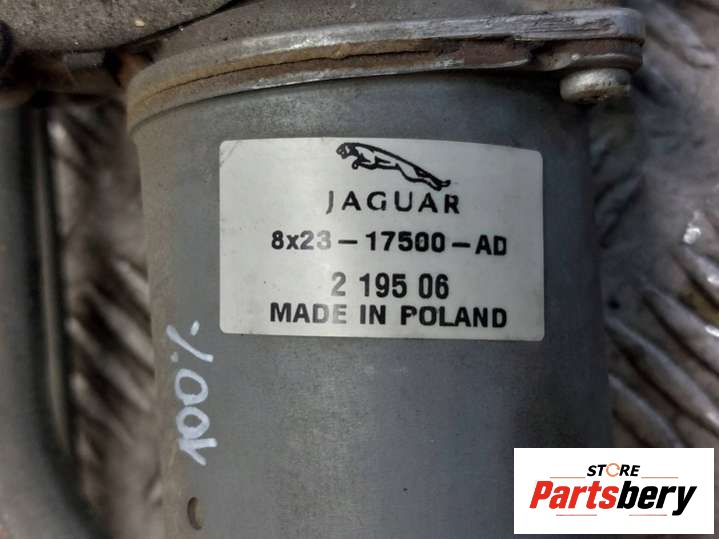 JAGUAR
8x23-17500-AD
2 195 06
MADE IN POLAND
100%
STORE
Partsbery